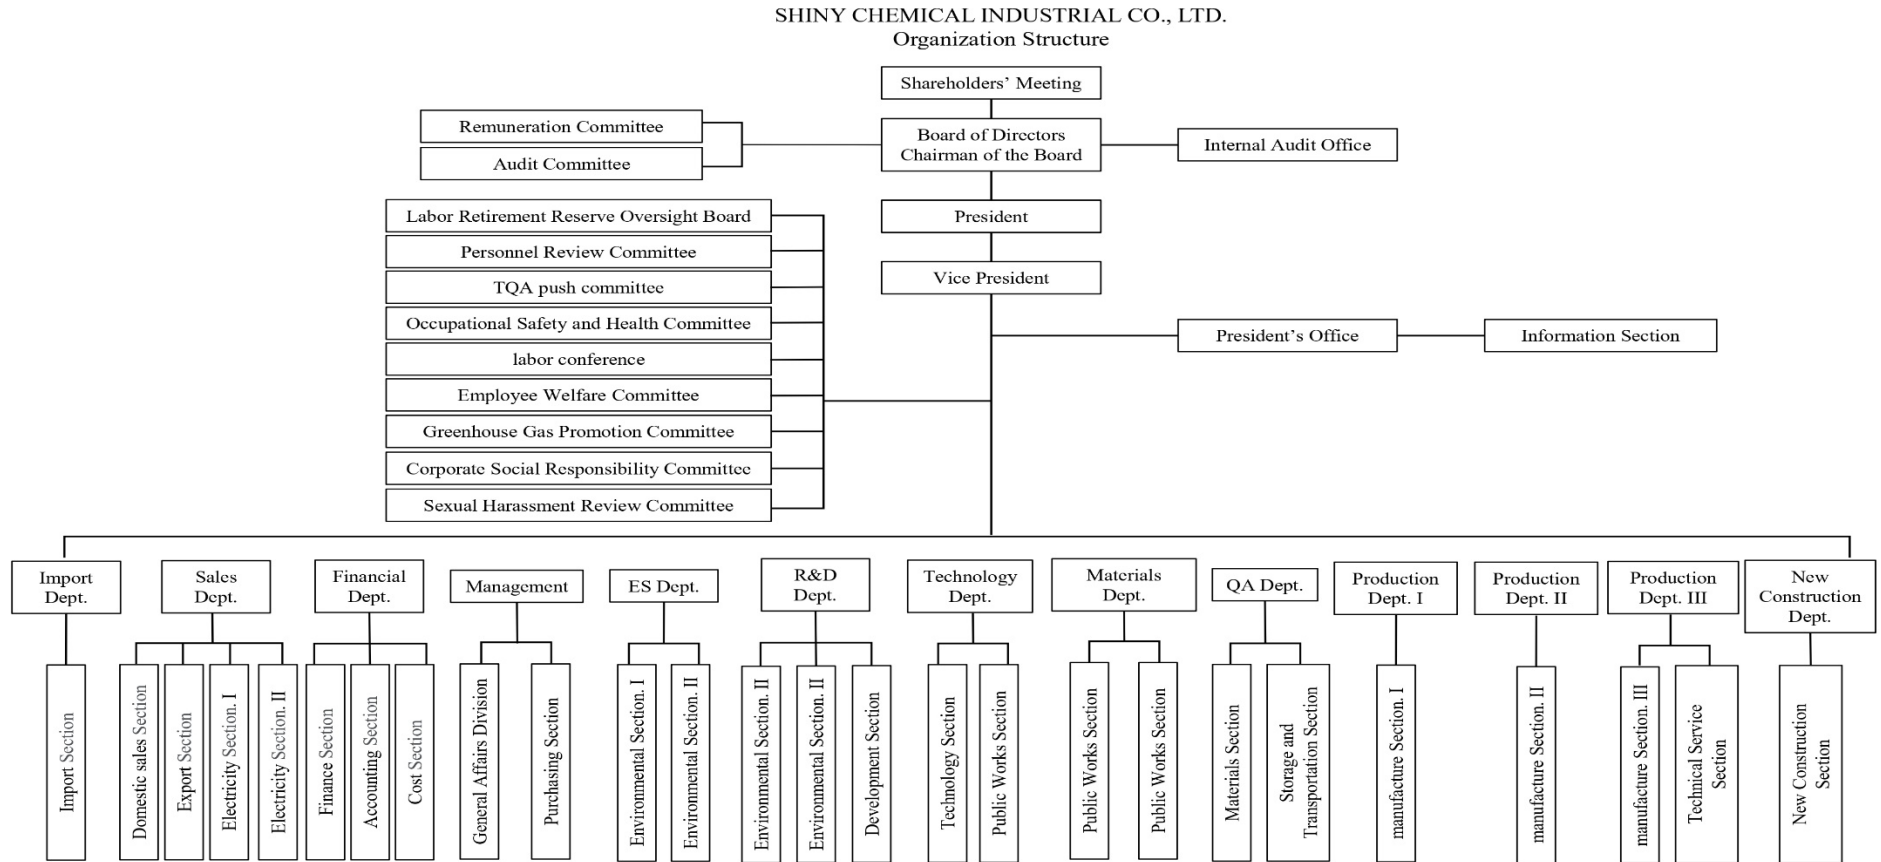 SHINY CHEMICAL INDUSTRIAL CO., LTD.
Organization Structure
Shareholders' Meeting
Remuneration Committee
Audit Committee
Board of Directors
Chairman of the Board
Internal Audit Office
Labor Retirement Reserve Oversight Board
Personnel Review Committee
TQA push committee
Occupational Safety and Health Committee
labor conference
Employee Welfare Committee
Greenhouse Gas Promotion Committee
Corporate Social Responsibility Committee
Sexual Harassment Review Committee
President
Vice President
President's Office
Information Section
Import
Dept.
Sales
Dept.
Financial
Dept.
Management
ES Dept.
R&D
Dept.
Technology
Dept.
Materials
Dept.
QA Dept.
Production
Dept. I
Production
Dept. II
Production
Dept. III
New
Construction
Dept.
Import Section
Domestic sales Section
Export Section
Electricity Section. I
Electricity Section. II
Finance Section
Accounting Section
Cost Section
General Affairs Division
Purchasing Section
Environmental Section. I
Environmental Section. II
Environmental Section. II
Environmental Section. II
Development Section
Technology Section
Public Works Section
Public Works Section
Public Works Section
Materials Section
Storage and
Transportation Section
manufacture Section. I
manufacture Section. II
manufacture Section. III
Technical Service
Section
New Construction
Section